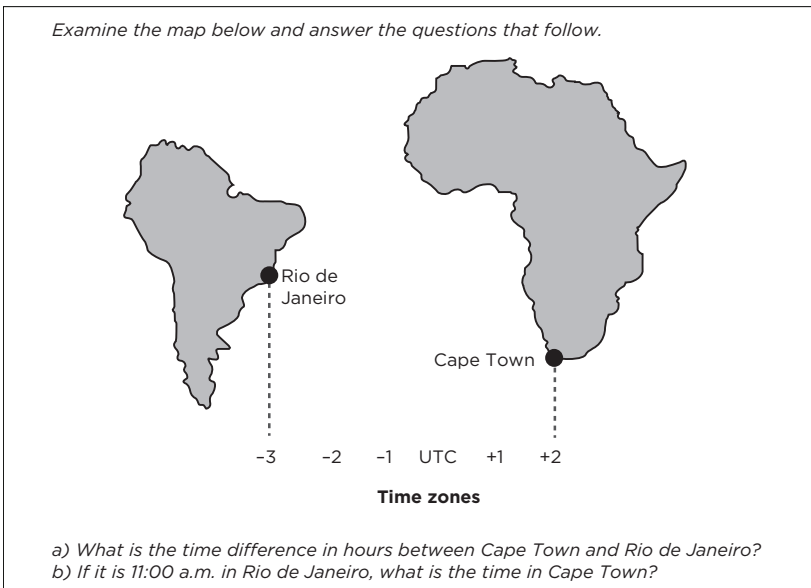 Examine the map below and answer the questions that follow.
Rio de
Janeiro
Cape Town
–3 –2 –1 UTC +1 +2
Time zones
a) What is the time difference in hours between Cape Town and Rio de Janeiro?
b) If it is 11:00 a.m. in Rio de Janeiro, what is the time in Cape Town?